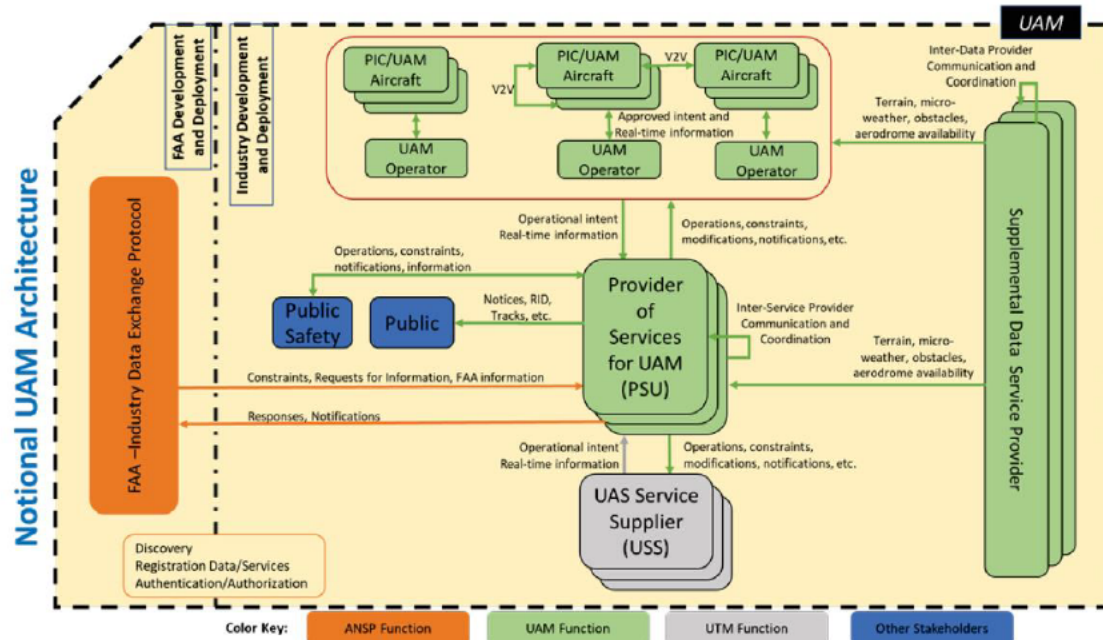 UAM
Notional UAM Architecture
FAA Development
and Deployment
Industry Development
and Deployment
PIC/UAM
Aircraft
V2V
PIC/UAM
Aircraft
V2V
PIC/UAM
Aircraft
Approved intent and
Real-time information
UAM
Operator
UAM
Operator
UAM
Operator
Inter-Data Provider
Communication and
Coordination
Terrain, micro-
weather, obstacles,
aerodrome availability
Supplemental Data Service Provider
Operational intent
Real-time information
Operations, constraints,
modifications, notifications, etc.
Operations, constraints,
notifications, information
Public
Safety
Public
Notices, RID,
Tracks, etc.
Provider
of
Services
for UAM
(PSU)
Inter-Service Provider
Communication and
Coordination
Terrain, micro-
weather, obstacles,
aerodrome availability
FAA –Industry Data Exchange Protocol
Constraints, Requests for Information, FAA information
Responses, Notifications
Operational intent
Real-time information
Operations, constraints,
modifications, notifications, etc.
UAS Service
Supplier
(USS)
Discovery
Registration Data/Services
Authentication/Authorization
Color Key:
ANSP Function
UAM Function
UTM Function
Other Stakeholders